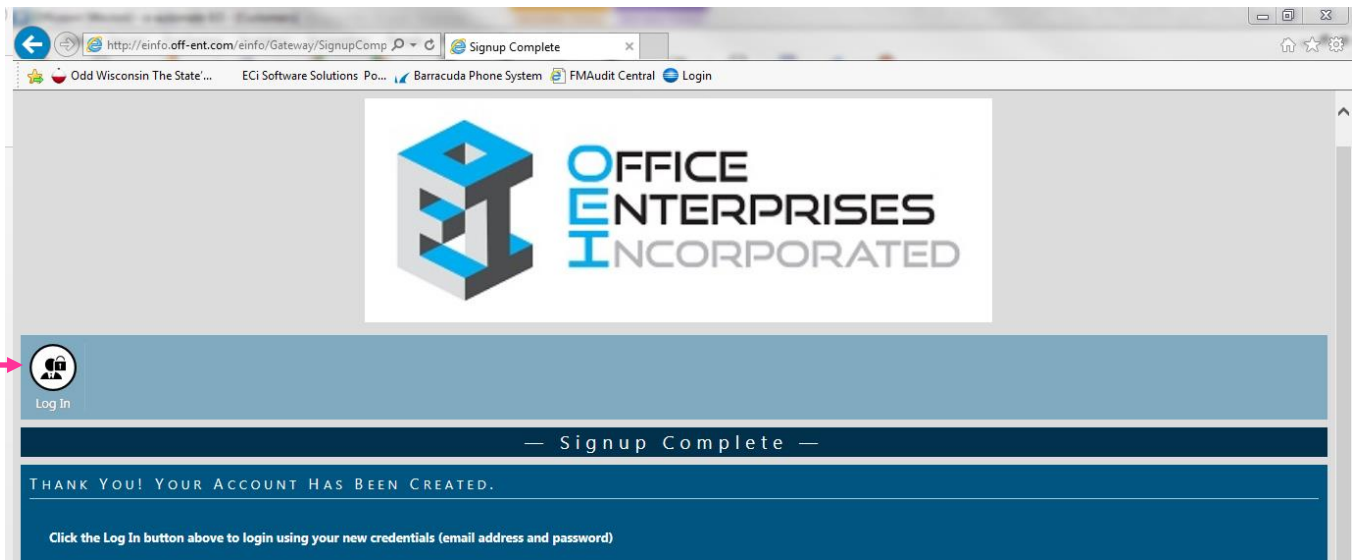 http://einfo.off-ent.com/einfo/Gateway/SignupComp
Signup Complete
Odd Wisconsin The State'... ECi Software Solutions Po... Barracuda Phone System FMAudit Central Login
OEI
OFFICE
ENTERPRISES
INCORPORATED
Log In
— Signup Complete —
THANK YOU! YOUR ACCOUNT HAS BEEN CREATED.
Click the Log In button above to login using your new credentials (email address and password)